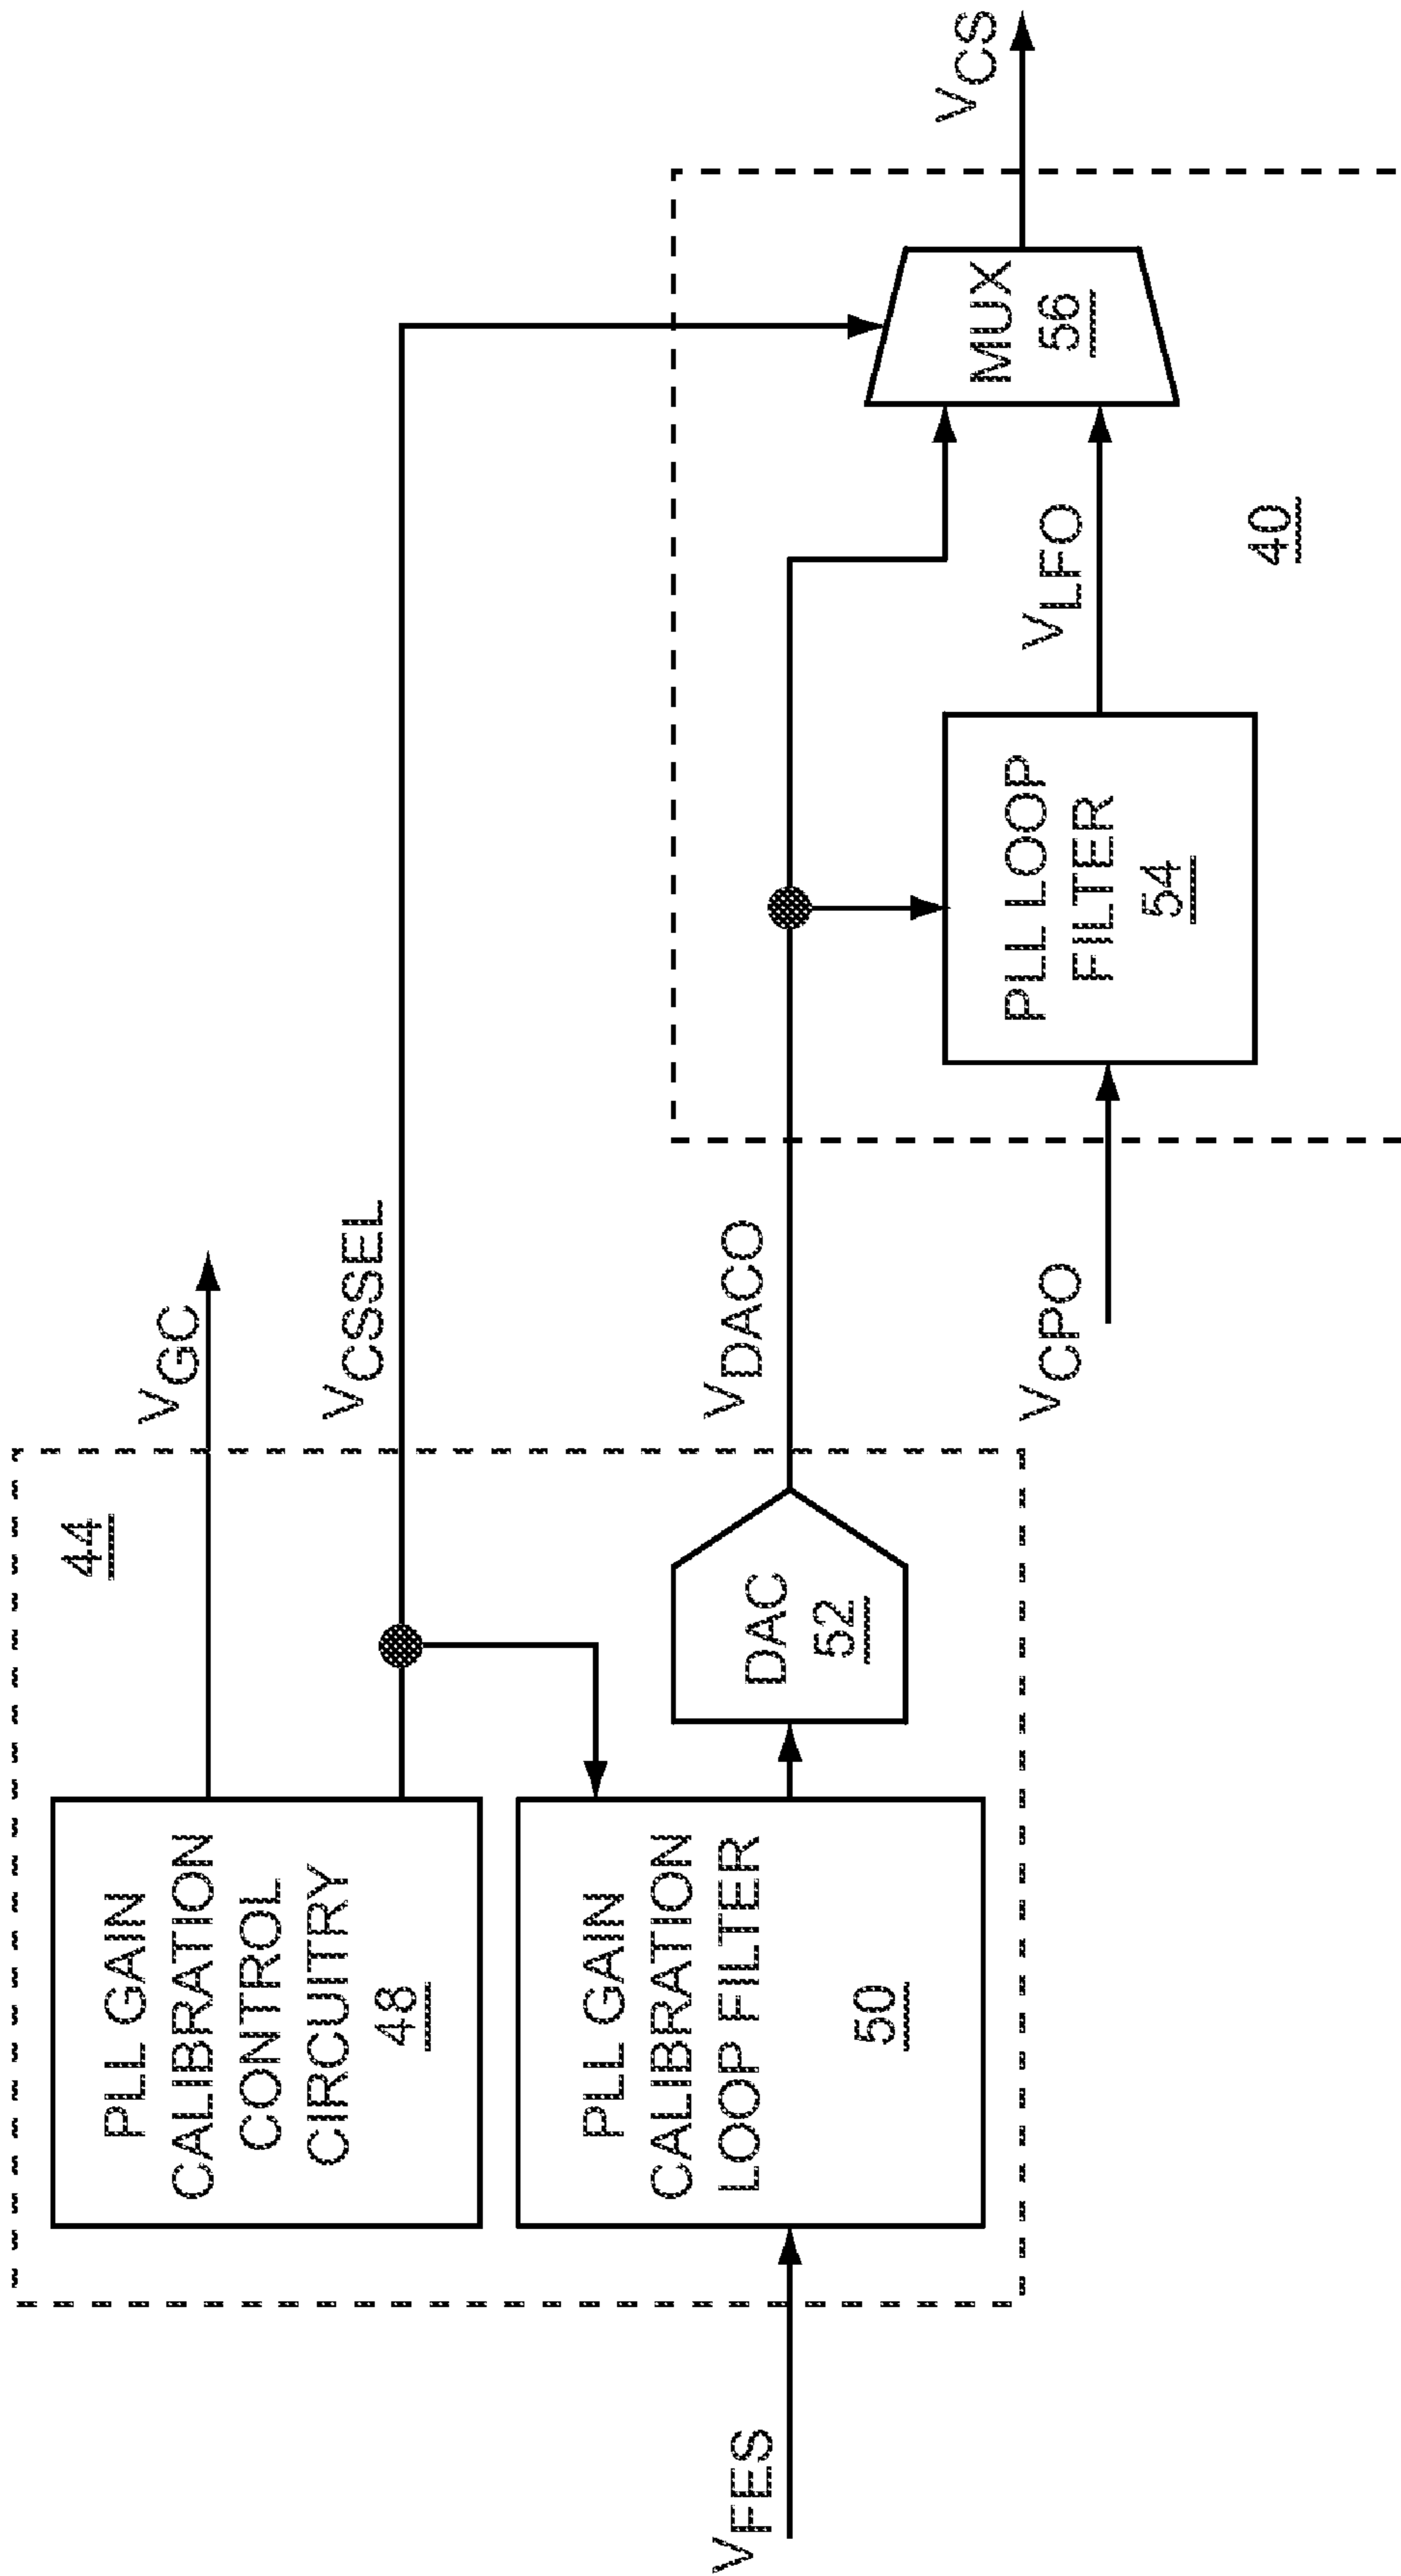 44
PLL GAIN
CALIBRATION
CONTROL
CIRCUITRY
48
VGC
VCSSEL
VFES
PLL GAIN
CALIBRATION
LOOP FILTER
50
DAC
52
VDACO
VCPO
PLL LOOP
FILTER
54
VLFO
MUX
56
VCS
40